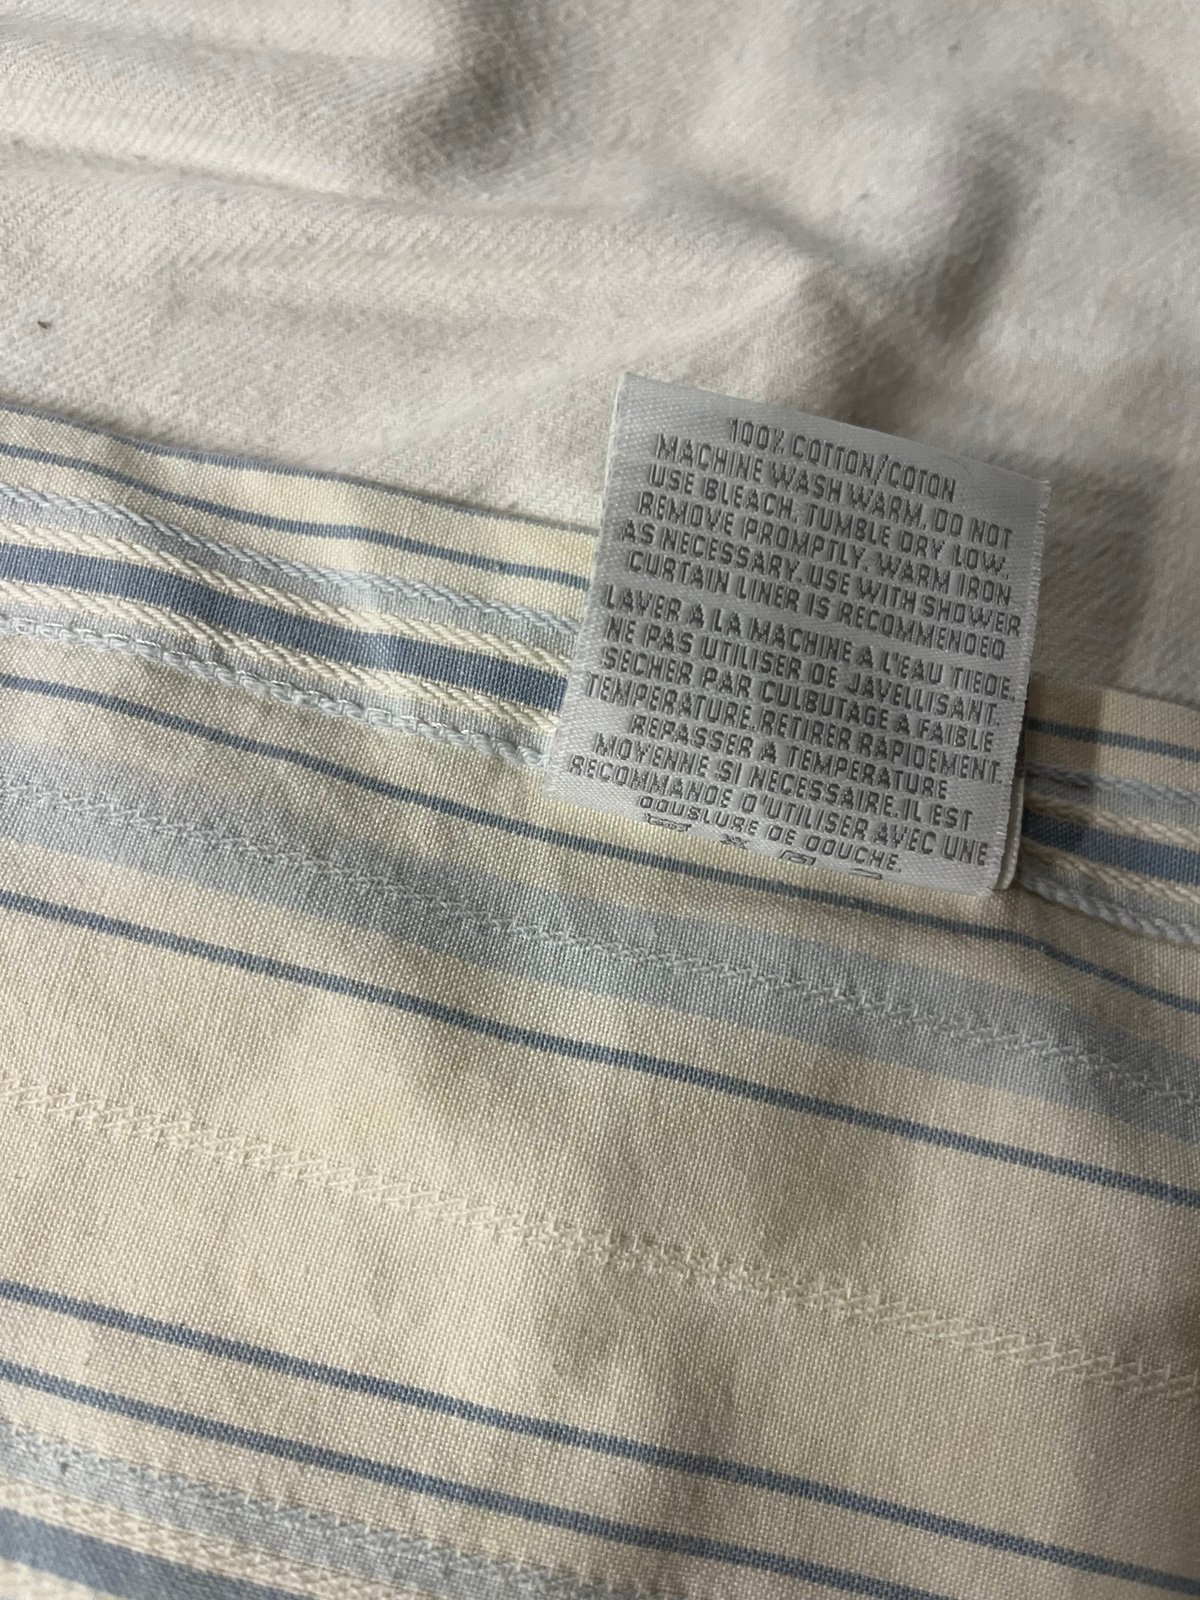 100% COTTON/COTON
MACHINE WASH WARM. DO NOT
USE BLEACH. TUMBLE DRY LOW.
REMOVE PROMPTLY. WARM IRON
AS NECESSARY. USE WITH SHOWER
CURTAIN LINER IS RECOMMENDED
LAVER A LA MACHINE A L'EAU TIEDE.
NE PAS UTILISER DE JAVELLISANT.
SECHER PAR CULBUTAGE A FAIBLE
TEMPERATURE. RETIRER RAPIDEMENT.
REPASSER A TEMPERATURE
MOYENNE SI NECESSAIRE. IL EST
RECOMMANDE D'UTILISER AVEC UNE
DOUSLURE DE DOUCHE.